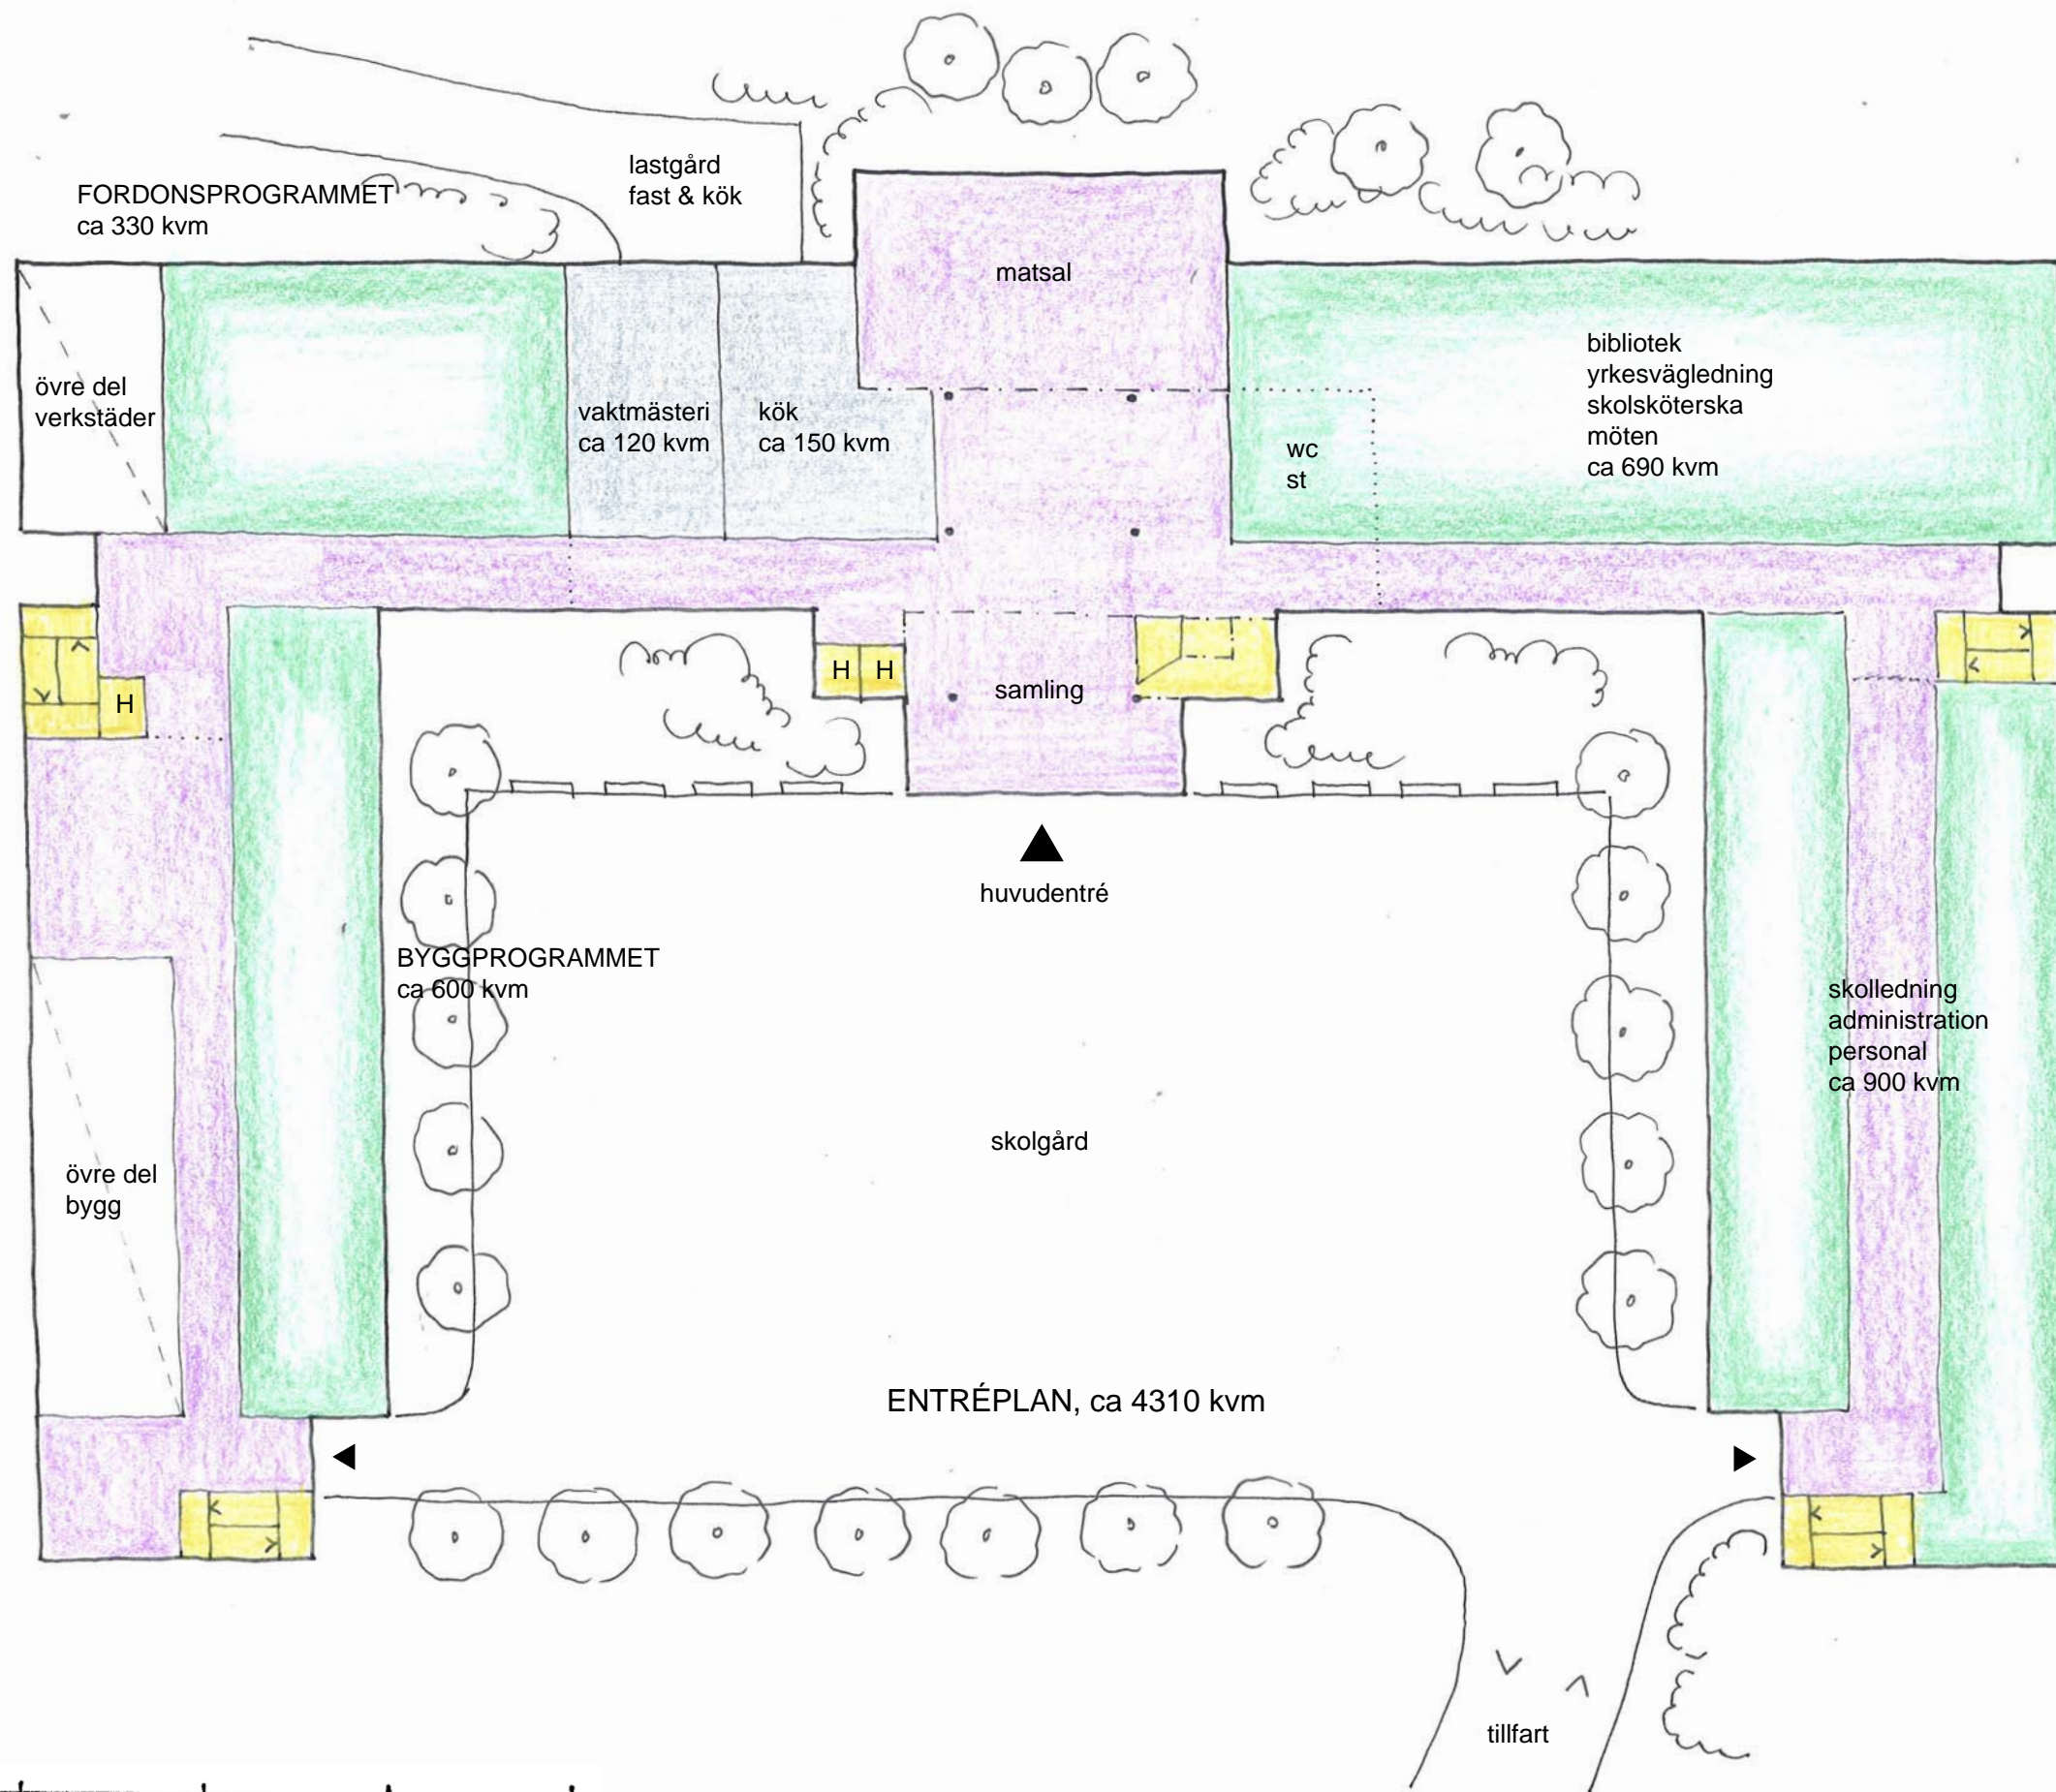 lastgård
fast & kök
FORDONSPROGRAMMET
ca 330 kvm
matsal
övre del
verkstäder
vaktmästeri
ca 120 kvm
kök
ca 150 kvm
wc
st
bibliotek
yrkesvägledning
skolsköterska
möten
ca 690 kvm
H
H H
samling
huvudentré
BYGGPROGRAMMET
ca 600 kvm
skolledning
administration
personal
ca 900 kvm
skolgård
övre del
bygg
ENTRÉPLAN, ca 4310 kvm
tillfart